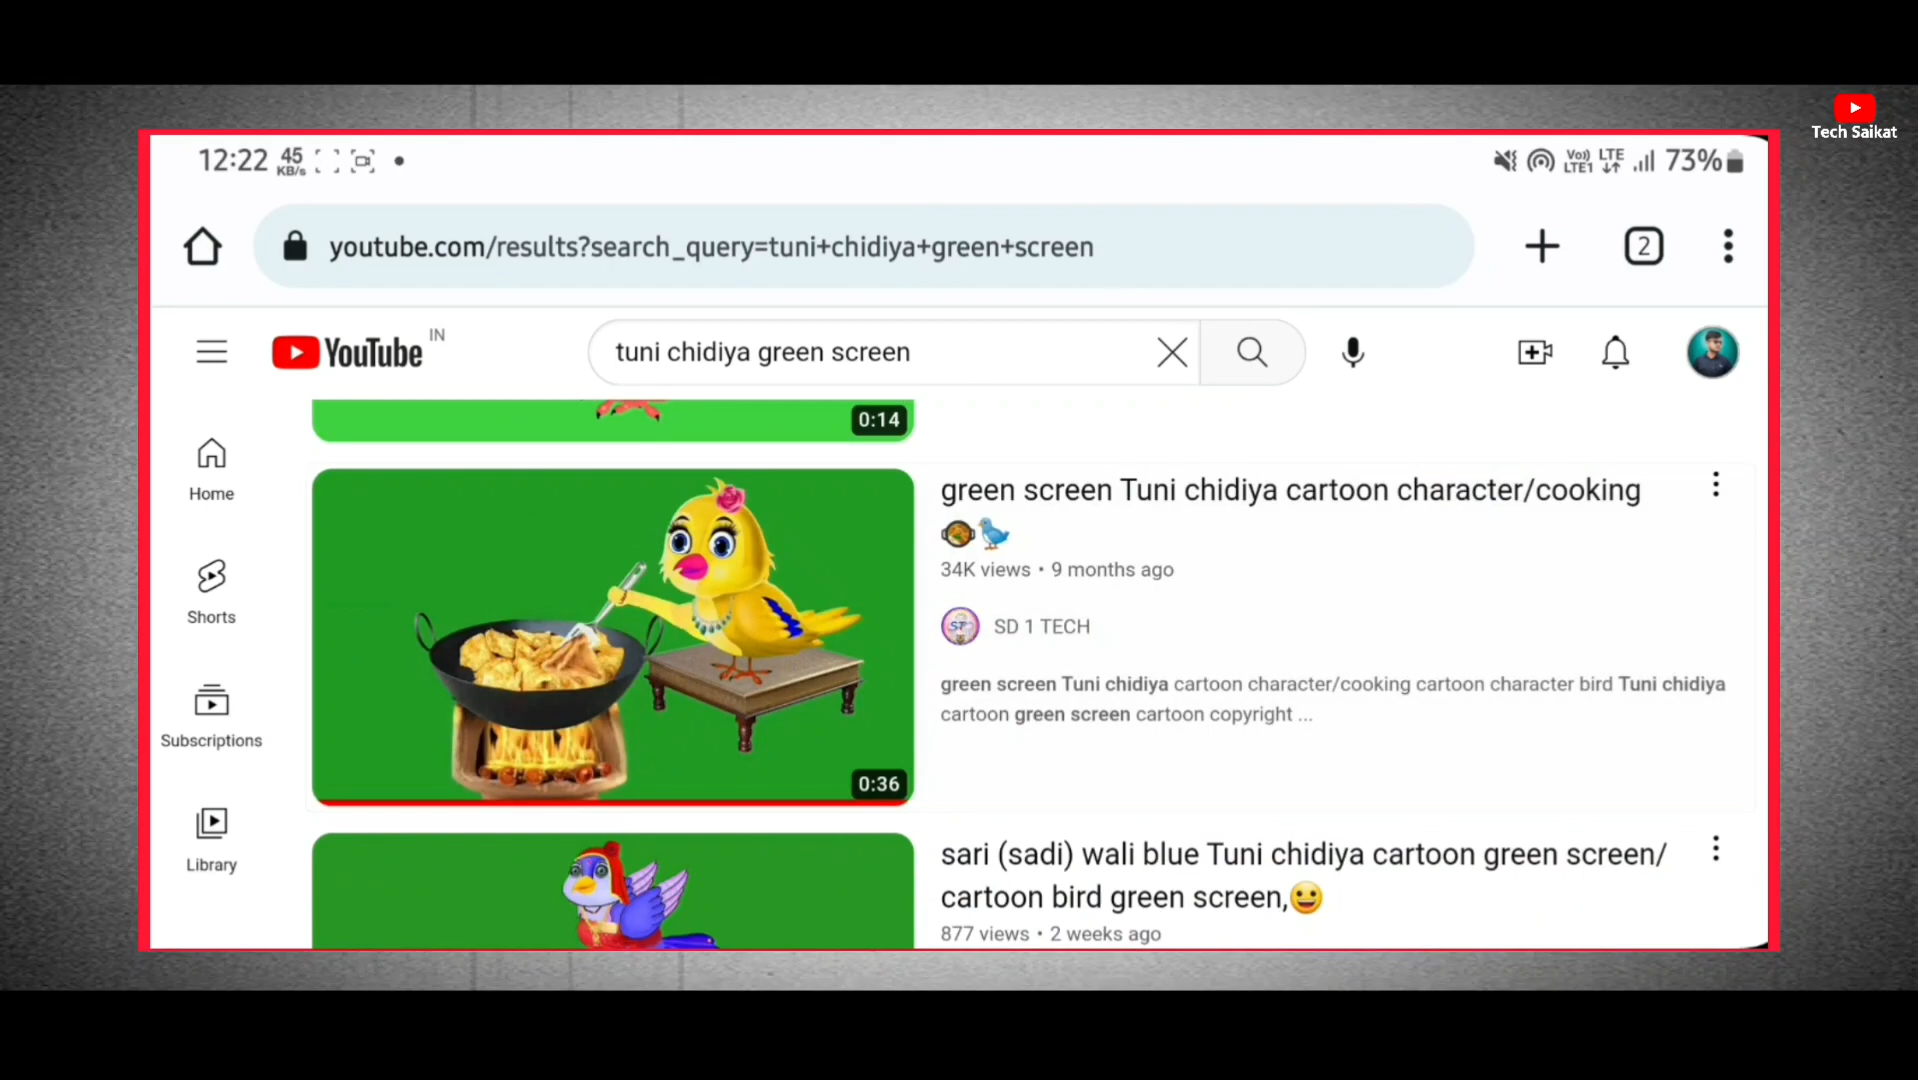 Tech Saikat
12:22 45 KB/s Vo)) LTE1 LTE 73%
youtube.com/results?search_query=tuni+chidiya+green+screen
2
YouTube IN
tuni chidiya green screen
0:14
Home
Shorts
Subscriptions
Library
green screen Tuni chidiya cartoon character/cooking
🥘🐦
34K views • 9 months ago
ST
SD 1 TECH
green screen Tuni chidiya cartoon character/cooking cartoon character bird Tuni chidiya
cartoon green screen cartoon copyright ...
0:36
sari (sadi) wali blue Tuni chidiya cartoon green screen/
cartoon bird green screen,😀
877 views • 2 weeks ago